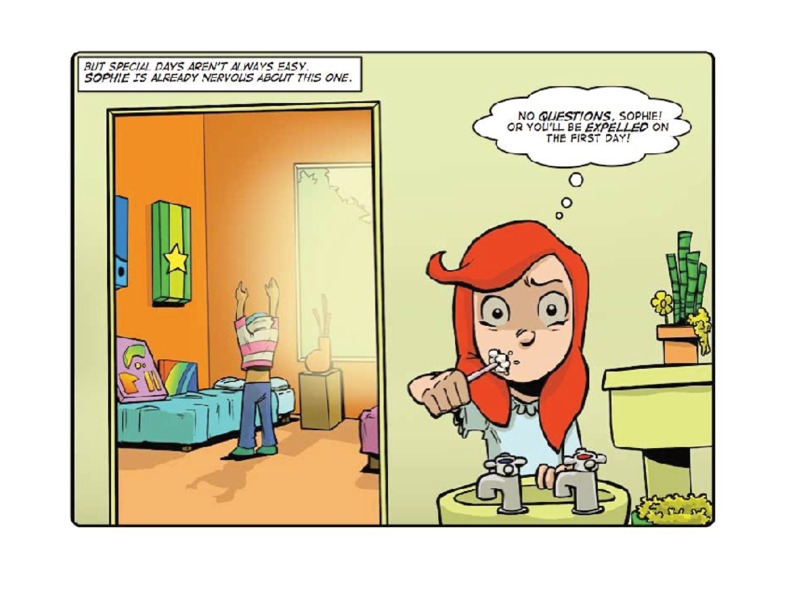 BUT SPECIAL DAYS AREN'T ALWAYS EASY.
SOPHIE IS ALREADY NERVOUS ABOUT THIS ONE.
NO QUESTIONS, SOPHIE!
OR YOU'LL BE EXPELLED ON
THE FIRST DAY!